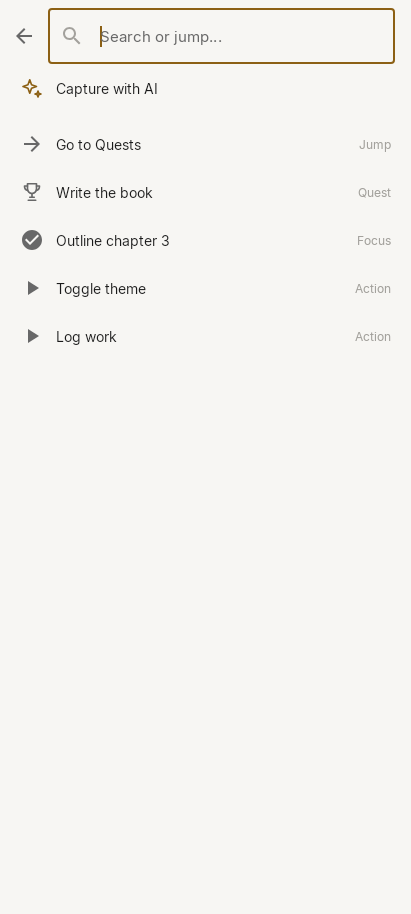 Search or jump...
Capture with AI
Go to Quests Jump
Write the book Quest
Outline chapter 3 Focus
Toggle theme Action
Log work Action